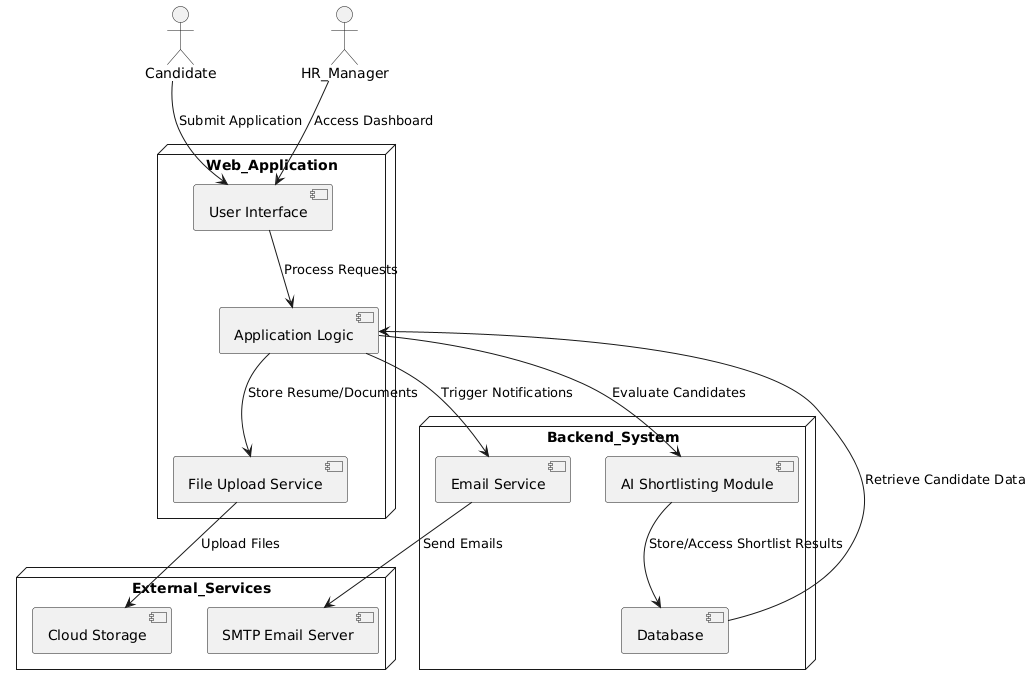 Candidate
HR_Manager
Submit Application
Access Dashboard
Web_Application
User Interface
Process Requests
Application Logic
Store Resume/Documents
Trigger Notifications
Evaluate Candidates
Backend_System
File Upload Service
Email Service
AI Shortlisting Module
Retrieve Candidate Data
Upload Files
Send Emails
Store/Access Shortlist Results
External_Services
Cloud Storage
SMTP Email Server
Database